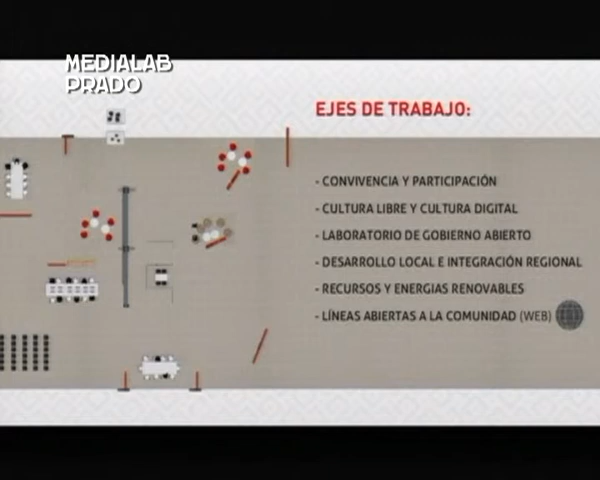 MEDIALAB
PRADO
EJES DE TRABAJO:
- CONVIVENCIA Y PARTICIPACIÓN
- CULTURA LIBRE Y CULTURA DIGITAL
- LABORATORIO DE GOBIERNO ABIERTO
- DESARROLLO LOCAL E INTEGRACIÓN REGIONAL
- RECURSOS Y ENERGIAS RENOVABLES
- LÍNEAS ABIERTAS A LA COMUNIDAD (WEB)